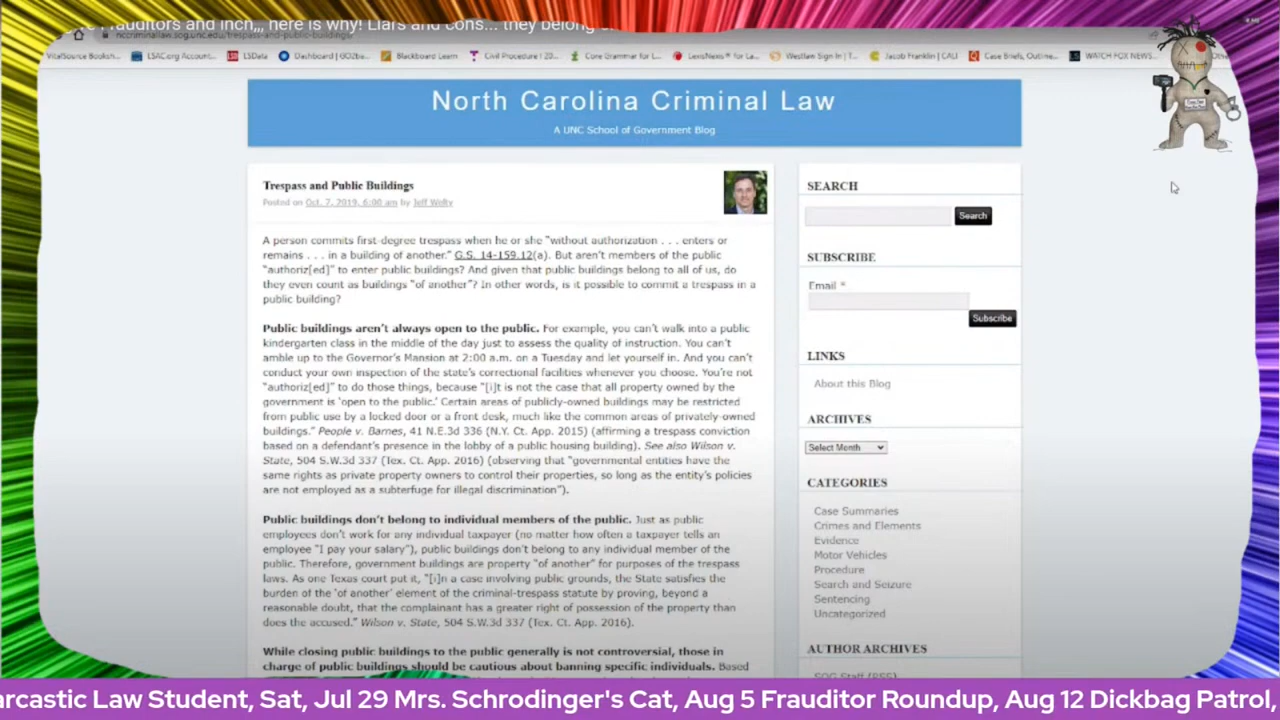 Frauditors and Inch,,, here is why! Liars and cons... they belong
nccriminallaw.sog.unc.edu/trespass-and-public-buildings/
VitalSource Booksh... LSAC.org Account... LSData Dashboard | GO2ba... Blackboard Learn Civil Procedure | 20... Core Grammar for L... LexisNexis® for La... Westlaw Sign In | T... Jacob Franklin | CALI Case Briefs, Outline... WATCH FOX NEWS...
North Carolina Criminal Law
A UNC School of Government Blog
Trespass and Public Buildings
Posted on Oct. 7, 2019, 6:00 am by Jeff Welty
A person commits first-degree trespass when he or she "without authorization . . . enters or
remains . . . in a building of another." G.S. 14-159.12(a). But aren't members of the public
"authoriz[ed]" to enter public buildings? And given that public buildings belong to all of us, do
they even count as buildings "of another"? In other words, is it possible to commit a trespass in a
public building?
Public buildings aren't always open to the public. For example, you can't walk into a public
kindergarten class in the middle of the day just to assess the quality of instruction. You can't
amble up to the Governor's Mansion at 2:00 a.m. on a Tuesday and let yourself in. And you can't
conduct your own inspection of the state's correctional facilities whenever you choose. You're not
"authoriz[ed]" to do those things, because "[i]t is not the case that all property owned by the
government is 'open to the public.' Certain areas of publicly-owned buildings may be restricted
from public use by a locked door or a front desk, much like the common areas of privately-owned
buildings." People v. Barnes, 41 N.E.3d 336 (N.Y. Ct. App. 2015) (affirming a trespass conviction
based on a defendant's presence in the lobby of a public housing building). See also Wilson v.
State, 504 S.W.3d 337 (Tex. Ct. App. 2016) (observing that "governmental entities have the
same rights as private property owners to control their properties, so long as the entity's policies
are not employed as a subterfuge for illegal discrimination").
Public buildings don't belong to individual members of the public. Just as public
employees don't work for any individual taxpayer (no matter how often a taxpayer tells an
employee "I pay your salary"), public buildings don't belong to any individual member of the
public. Therefore, government buildings are property "of another" for purposes of the trespass
laws. As one Texas court put it, "[i]n a case involving public grounds, the State satisfies the
burden of the 'of another' element of the criminal-trespass statute by proving, beyond a
reasonable doubt, that the complainant has a greater right of possession of the property than
does the accused." Wilson v. State, 504 S.W.3d 337 (Tex. Ct. App. 2016).
While closing public buildings to the public generally is not controversial, those in
charge of public buildings should be cautious about banning specific individuals. Based
SEARCH
Search
SUBSCRIBE
Email *
Subscribe
LINKS
About this Blog
ARCHIVES
Select Month
CATEGORIES
Case Summaries
Crimes and Elements
Evidence
Motor Vehicles
Procedure
Search and Seizure
Sentencing
Uncategorized
AUTHOR ARCHIVES
SOG Staff (RSS)
arcastic Law Student, Sat, Jul 29 Mrs. Schrodinger's Cat, Aug 5 Frauditor Roundup, Aug 12 Dickbag Patrol,